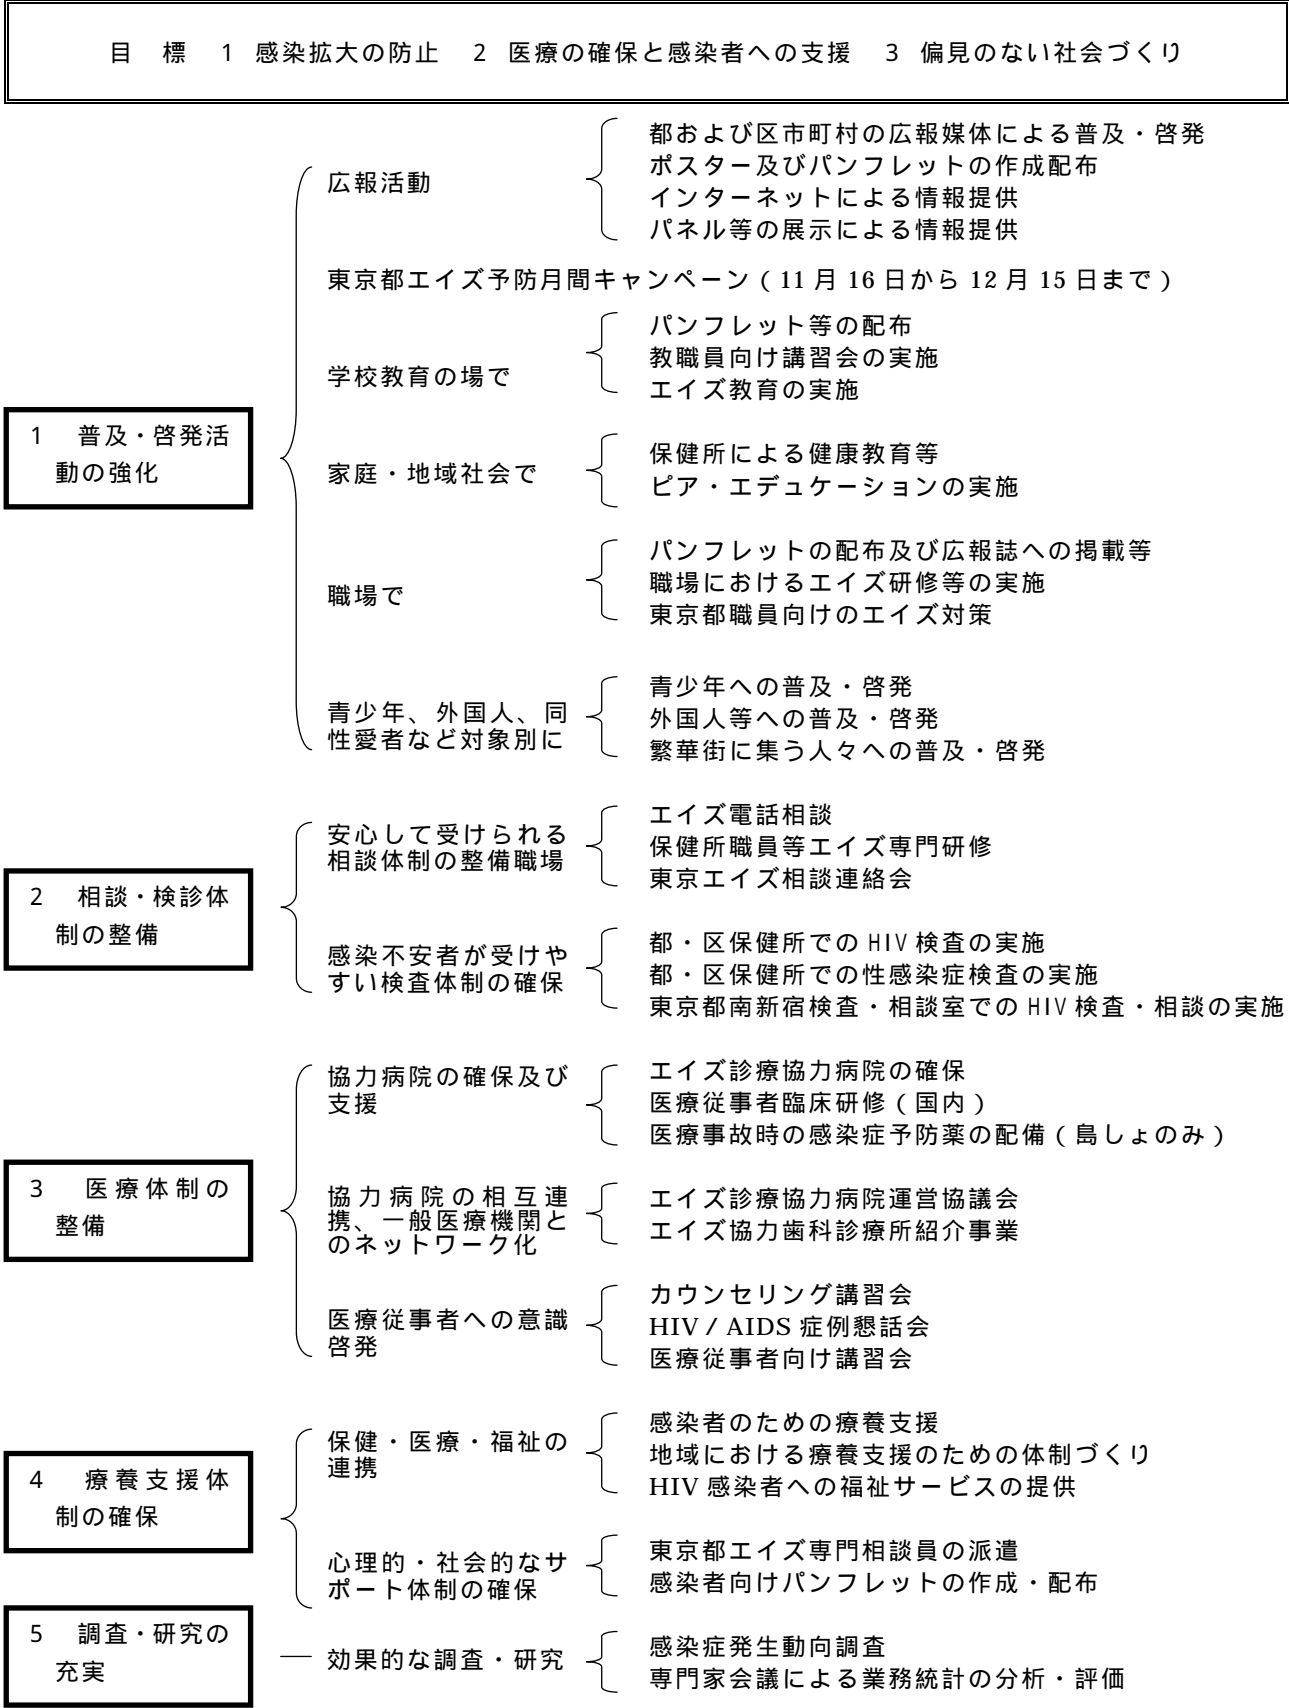 目　標　1 感染拡大の防止　2 医療の確保と感染者への支援　3 偏見のない社会づくり
1　普及・啓発活
動の強化
広報活動
都および区市町村の広報媒体による普及・啓発
ポスター及びパンフレットの作成配布
インターネットによる情報提供
パネル等の展示による情報提供
東京都エイズ予防月間キャンペーン（11月16日から12月15日まで）
学校教育の場で
パンフレット等の配布
教職員向け講習会の実施
エイズ教育の実施
家庭・地域社会で
保健所による健康教育等
ピア・エデュケーションの実施
職場で
パンフレットの配布及び広報誌への掲載等
職場におけるエイズ研修等の実施
東京都職員向けのエイズ対策
青少年、外国人、同
性愛者など対象別に
青少年への普及・啓発
外国人等への普及・啓発
繁華街に集う人々への普及・啓発
2　相談・検診体
制の整備
安心して受けられる
相談体制の整備職場
エイズ電話相談
保健所職員等エイズ専門研修
東京エイズ相談連絡会
感染不安者が受けや
すい検査体制の確保
都・区保健所でのHIV検査の実施
都・区保健所での性感染症検査の実施
東京都南新宿検査・相談室でのHIV検査・相談の実施
3　医療体制の
整備
協力病院の確保及び
支援
エイズ診療協力病院の確保
医療従事者臨床研修（国内）
医療事故時の感染症予防薬の配備（島しょのみ）
協力病院の相互連
携、一般医療機関と
のネットワーク化
エイズ診療協力病院運営協議会
エイズ協力歯科診療所紹介事業
医療従事者への意識
啓発
カウンセリング講習会
HIV／AIDS症例懇話会
医療従事者向け講習会
4　療養支援体
制の確保
保健・医療・福祉の
連携
感染者のための療養支援
地域における療養支援のための体制づくり
HIV感染者への福祉サービスの提供
心理的・社会的なサ
ポート体制の確保
東京都エイズ専門相談員の派遣
感染者向けパンフレットの作成・配布
5　調査・研究の
充実
効果的な調査・研究
感染症発生動向調査
専門家会議による業務統計の分析・評価